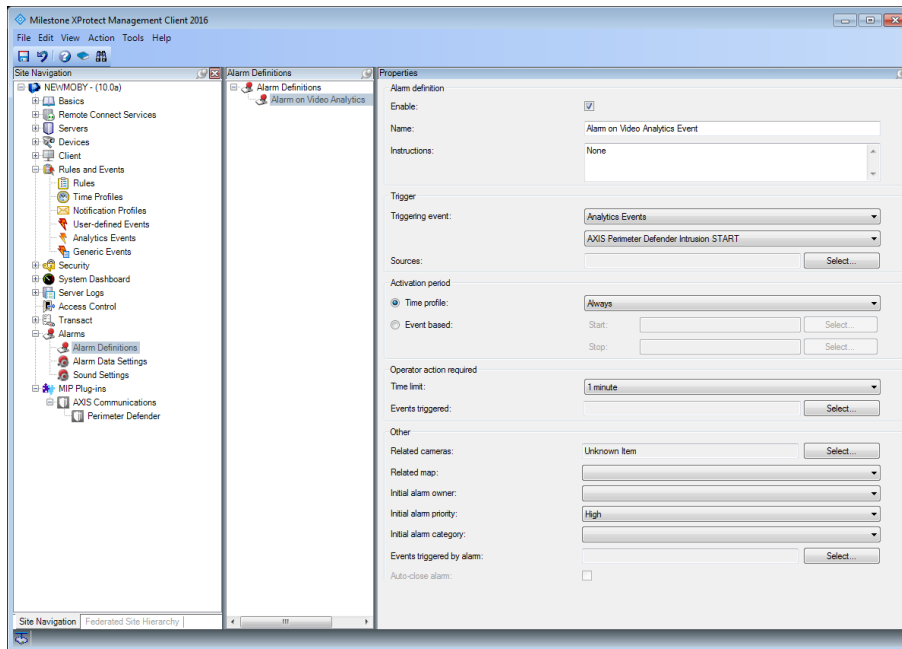 Milestone XProtect Management Client 2016
File Edit View Action Tools Help
Site Navigation
NEWMOBY - (10.0a)
Basics
Remote Connect Services
Servers
Devices
Client
Rules and Events
Rules
Time Profiles
Notification Profiles
User-defined Events
Analytics Events
Generic Events
Security
System Dashboard
Server Logs
Access Control
Transact
Alarms
Alarm Definitions
Alarm Data Settings
Sound Settings
MIP Plug-ins
AXIS Communications
Perimeter Defender
Site Navigation Federated Site Hierarchy
Alarm Definitions
Alarm Definitions
Alarm on Video Analytics
Properties
Alarm definition
Enable:
Name: Alarm on Video Analytics Event
Instructions: None
Trigger
Triggering event: Analytics Events
AXIS Perimeter Defender Intrusion START
Sources: Select...
Activation period
Time profile: Always
Event based: Start: Select...
Stop: Select...
Operator action required
Time limit: 1 minute
Events triggered: Select...
Other
Related cameras: Unknown Item Select...
Related map:
Initial alarm owner:
Initial alarm priority: High
Initial alarm category:
Events triggered by alarm: Select...
Auto-close alarm: